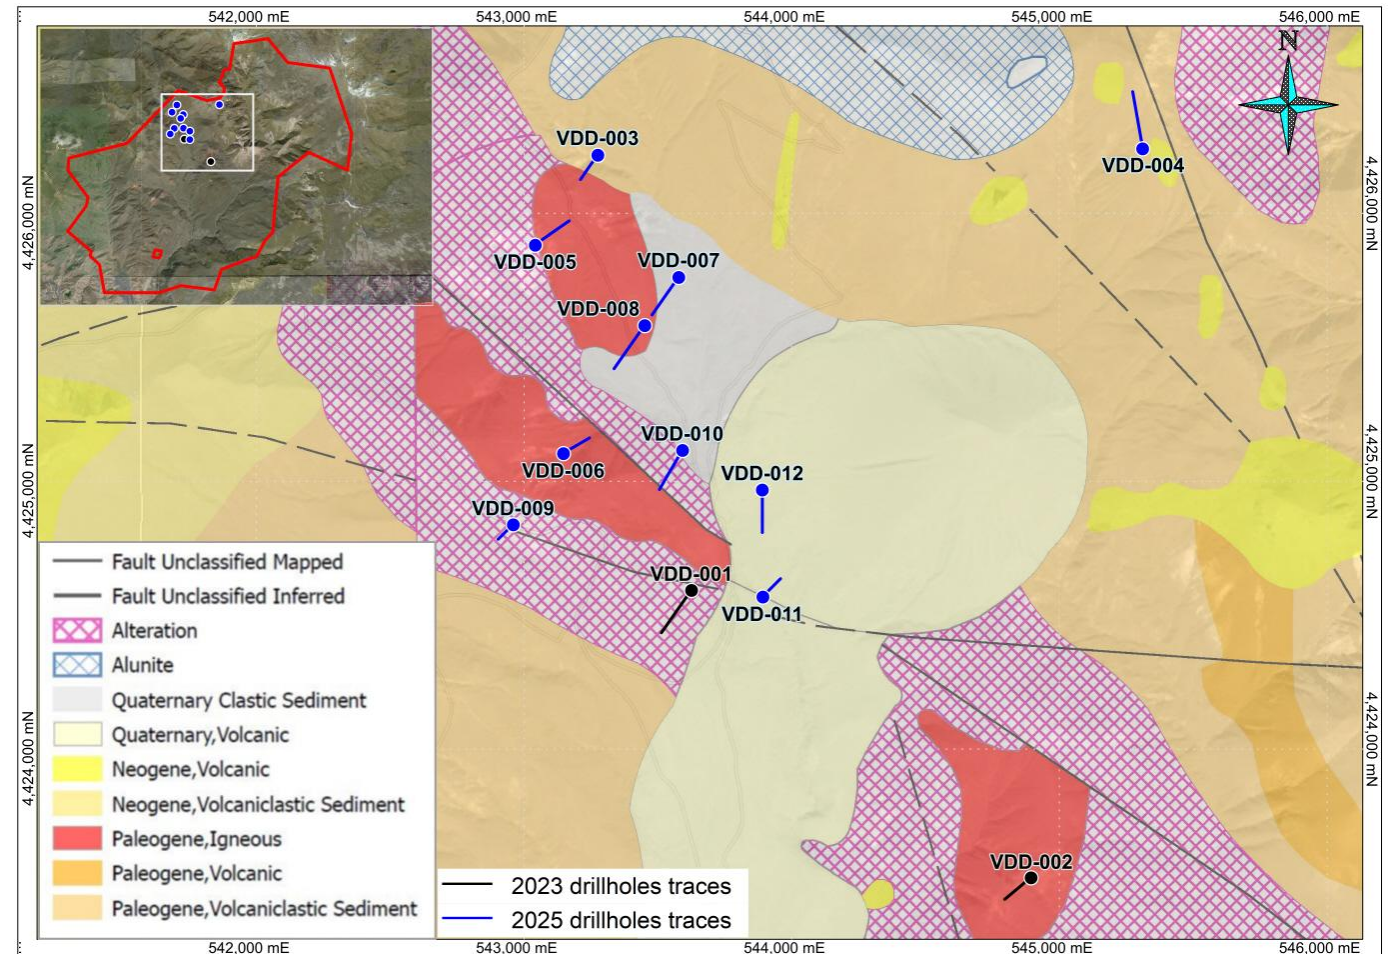 542,000 mE
543,000 mE
544,000 mE
545,000 mE
546,000 mE
N
VDD-003
VDD-004
4,426,000 mN
4,426,000 mN
VDD-005
VDD-007
VDD-008
VDD-010
VDD-006
VDD-012
4,425,000 mN
4,425,000 mN
VDD-009
VDD-001
VDD-011
Fault Unclassified Mapped
Fault Unclassified Inferred
Alteration
Alunite
Quaternary Clastic Sediment
Quaternary,Volcanic
Neogene,Volcanic
Neogene,Volcaniclastic Sediment
Paleogene,Igneous
Paleogene,Volcanic
Paleogene,Volcaniclastic Sediment
4,424,000 mN
4,424,000 mN
VDD-002
2023 drillholes traces
2025 drillholes traces
542,000 mE
543,000 mE
544,000 mE
545,000 mE
546,000 mE